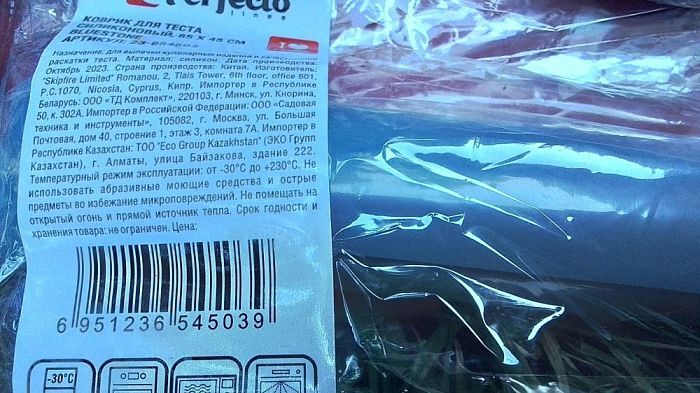 Perfecto
linea
КОВРИК ДЛЯ ТЕСТА
СИЛИКОНОВЫЙ, 65 X 45 СМ
BLUESTONE
АРТИКУЛ:
Назначение: для выпечки кулинарных изделий и
раскатки теста. Материал: силикон. Дата производства:
Октябрь 2023. Страна производства: Китай. Изготовитель:
"Skipfire Limited" Romanou, 2, Tlais Tower, 6th floor, office 601,
P.C.1070, Nicosia, Cyprus, Кипр. Импортер в Республике
Беларусь: ООО «ТД Комплект», 220103, г. Минск, ул. Кнорина,
50, к. 302А. Импортер в Российской Федерации: ООО «Садовая
техника и инструменты», 105082, г. Москва, ул. Большая
Почтовая, дом 40, строение 1, этаж 3, комната 7А. Импортер в
Республике Казахстан: ТОО "Eco Group Kazakhstan" (ЭКО Групп
Казахстан), г. Алматы, улица Байзакова, здание 222.
Температурный режим эксплуатации: от -30°С до +230°С. Не
использовать абразивные моющие средства и острые
предметы во избежание микроповреждений. Не помещать на
открытый огонь и прямой источник тепла. Срок годности и
хранения товара: не ограничен. Цена:
6 951236 545039
-30°C